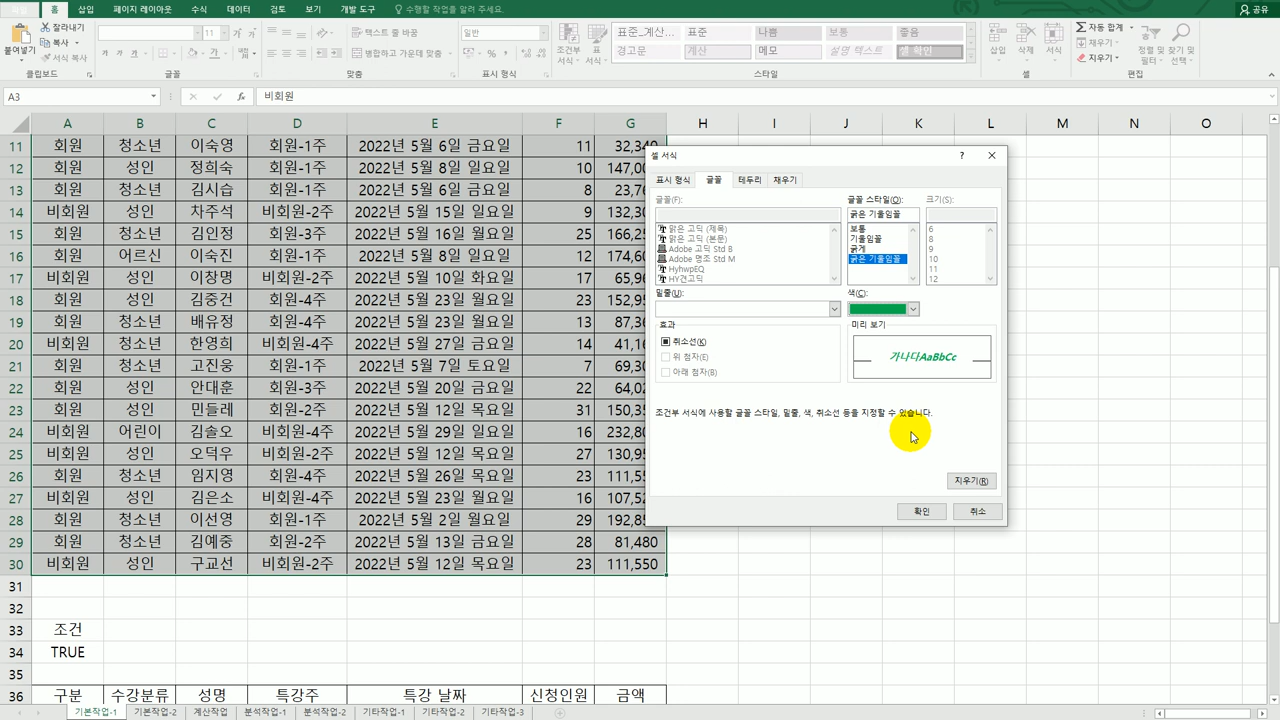 파일 홈 삽입 페이지 레이아웃 수식 데이터 검토 보기 개발 도구 수행할 작업을 알려 주세요. 공유
붙여넣기 잘라내기 복사 서식 복사
11 가 가 가 가 가
텍스트 줄 바꿈 병합하고 가운데 맞춤
일반 % ,
조건부 서식 표 서식
표준_계산... 표준 나쁨 보통 좋음
경고문 계산 메모 설명 텍스트 셀 확인
삽입 삭제 서식
자동 합계 채우기 지우기 정렬 및 필터 찾기 및 선택
클립보드 글꼴 맞춤 표시 형식 스타일 셀 편집
A3 fx 비회원
A B C D E F G H I J K L M N O
11 회원 청소년 이숙영 회원-1주 2022년 5월 6일 금요일 11 32,340
12 회원 성인 정희숙 회원-1주 2022년 5월 8일 일요일 10 147,00
13 회원 청소년 김시습 회원-1주 2022년 5월 6일 금요일 8 23,7
14 비회원 성인 차주석 비회원-2주 2022년 5월 15일 일요일 9 132,30
15 회원 청소년 김인정 회원-3주 2022년 5월 16일 월요일 25 166,25
16 회원 어르신 이숙진 회원-1주 2022년 5월 8일 일요일 12 174,60
17 비회원 성인 이창민 비회원-2주 2022년 5월 10일 화요일 17 65,9
18 회원 성인 김중건 회원-4주 2022년 5월 23일 월요일 23 152,9
19 회원 청소년 배유정 회원-4주 2022년 5월 23일 월요일 13 87,3
20 회원 청소년 한영희 회원-4주 2022년 5월 27일 금요일 14 41,1
21 회원 청소년 고진웅 회원-1주 2022년 5월 7일 토요일 7 69,3
22 회원 성인 안대훈 회원-3주 2022년 5월 20일 금요일 22 64,0
23 회원 성인 민들레 회원-2주 2022년 5월 12일 목요일 31 150,3
24 비회원 어린이 김솔오 비회원-4주 2022년 5월 29일 일요일 16 232,80
25 비회원 성인 오덕우 비회원-2주 2022년 5월 12일 목요일 27 130,9
26 회원 청소년 임지영 회원-4주 2022년 5월 26일 목요일 23 111,5
27 비회원 성인 김은소 비회원-4주 2022년 5월 23일 월요일 16 107,52
28 회원 청소년 이선영 회원-1주 2022년 5월 2일 월요일 29 192,8
29 회원 청소년 김예중 회원-2주 2022년 5월 13일 금요일 28 81,480
30 비회원 성인 구교선 비회원-2주 2022년 5월 12일 목요일 23 111,550
31
32
33 조건
34 TRUE
35
36 구분 수강분류 성명 특강주 특강 날짜 신청인원 금액
셀 서식 ?
표시 형식 글꼴 테두리 채우기
글꼴(F): 글꼴 스타일(O): 크기(S):
굵은 기울임꼴
맑은 고딕 (제목) 보통 6
맑은 고딕 (본문) 기울임꼴 8
Adobe 고딕 Std B 굵게 9
Adobe 명조 Std M 굵은 기울임꼴 10
HyhwpEQ 11
HY견고딕 12
밑줄(U): 색(C):
효과 미리 보기
취소선(K)
위 첨자(E)
아래 첨자(B)
가나다AaBbCc
조건부 서식에 사용할 글꼴 스타일, 밑줄, 색, 취소선 등을 지정할 수 있습니다.
지우기(R)
확인 취소
기본작업-1 기본작업-2 계산작업 분석작업-1 분석작업-2 기타작업-1 기타작업-2 기타작업-3